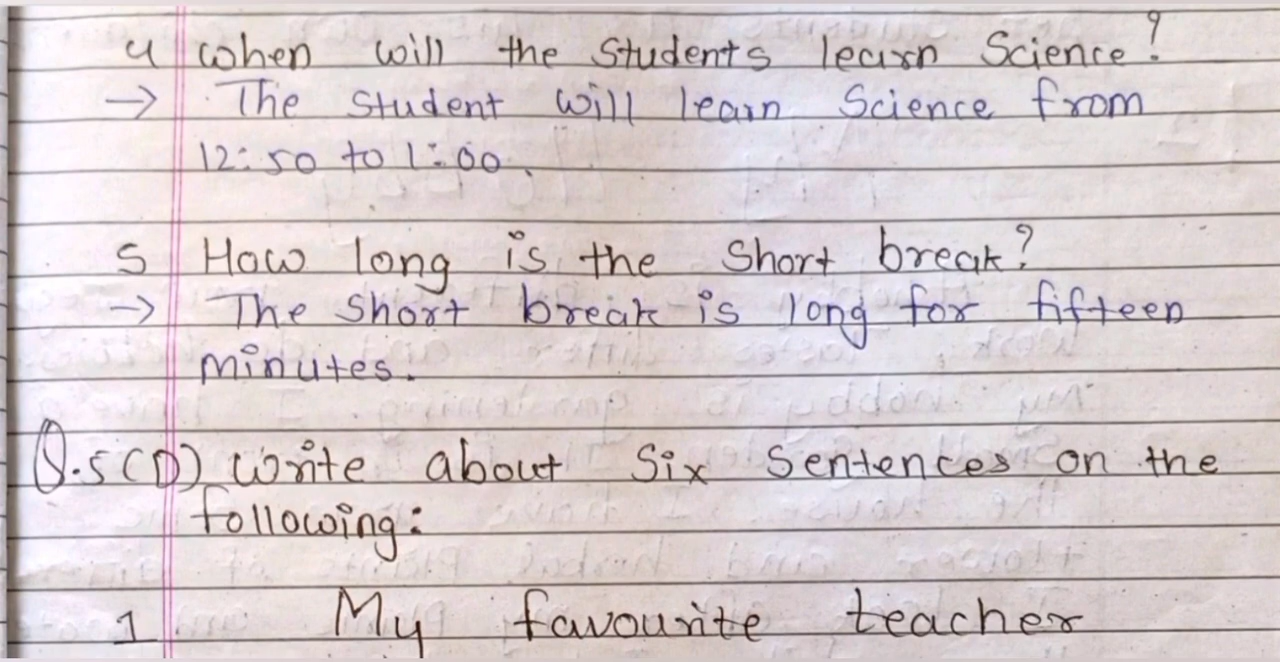 4 When will the students learn Science?
→ The student will learn Science from
12:50 to 1:00.
5 How long is the short break?
→ The short break is long for fifteen
minutes.
Q.5(D) Write about Six Sentences on the
following:
1 My favourite teacher